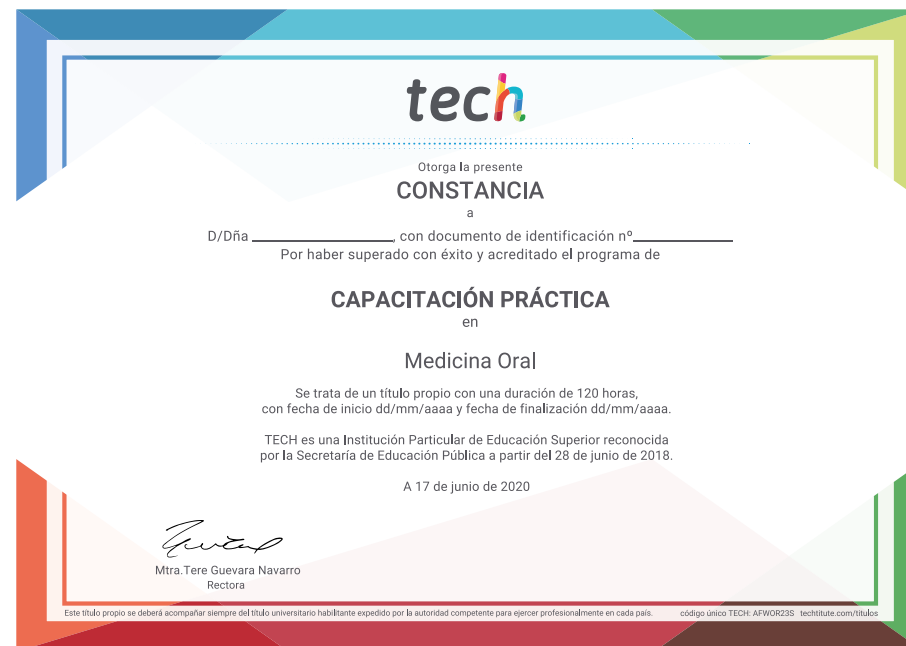 tech
Otorga la presente
CONSTANCIA
a
D/Dña ____________________, con documento de identificación nº______________
Por haber superado con éxito y acreditado el programa de
CAPACITACIÓN PRÁCTICA
en
Medicina Oral
Se trata de un título propio con una duración de 120 horas,
con fecha de inicio dd/mm/aaaa y fecha de finalización dd/mm/aaaa.
TECH es una Institución Particular de Educación Superior reconocida
por la Secretaría de Educación Pública a partir del 28 de junio de 2018.
A 17 de junio de 2020
Mtra.Tere Guevara Navarro
Rectora
Este título propio se deberá acompañar siempre del título universitario habilitante expedido por la autoridad competente para ejercer profesionalmente en cada país. código único TECH: AFWOR23S techtitute.com/titulos